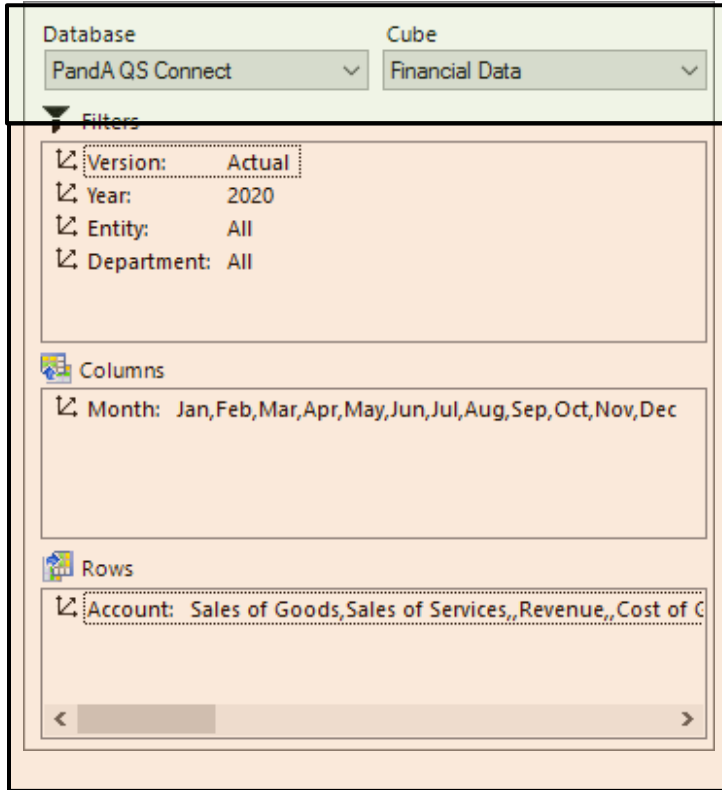 Database Cube
PandA QS Connect Financial Data
Filters
Version: Actual
Year: 2020
Entity: All
Department: All
Columns
Month: Jan,Feb,Mar,Apr,May,Jun,Jul,Aug,Sep,Oct,Nov,Dec
Rows
Account: Sales of Goods,Sales of Services,,Revenue,,Cost of